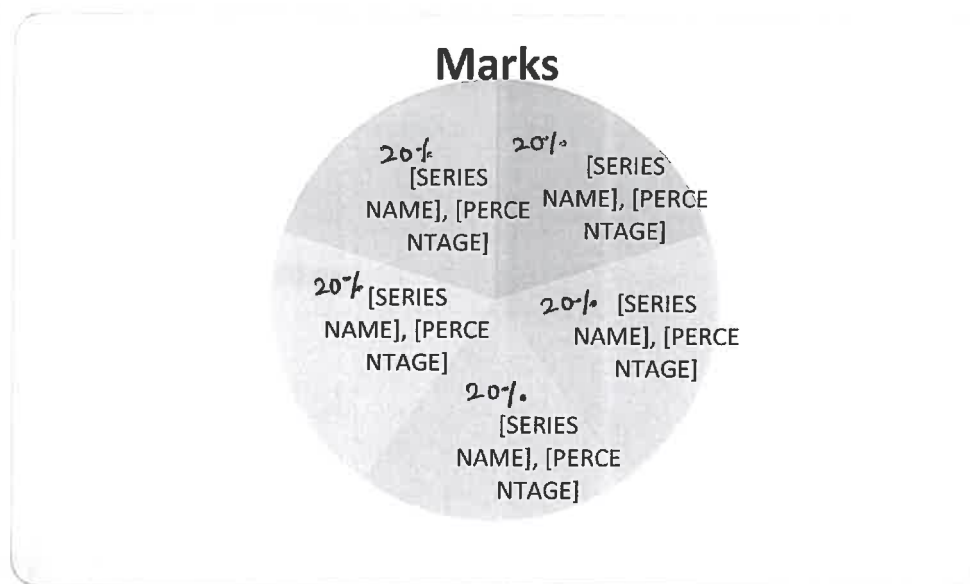 Marks
20%
[SERIES
NAME], [PERCE
NTAGE]
20%
[SERIES
NAME], [PERCE
NTAGE]
20% [SERIES
NAME], [PERCE
NTAGE]
20% [SERIES
NAME], [PERCE
NTAGE]
20%
[SERIES
NAME], [PERCE
NTAGE]